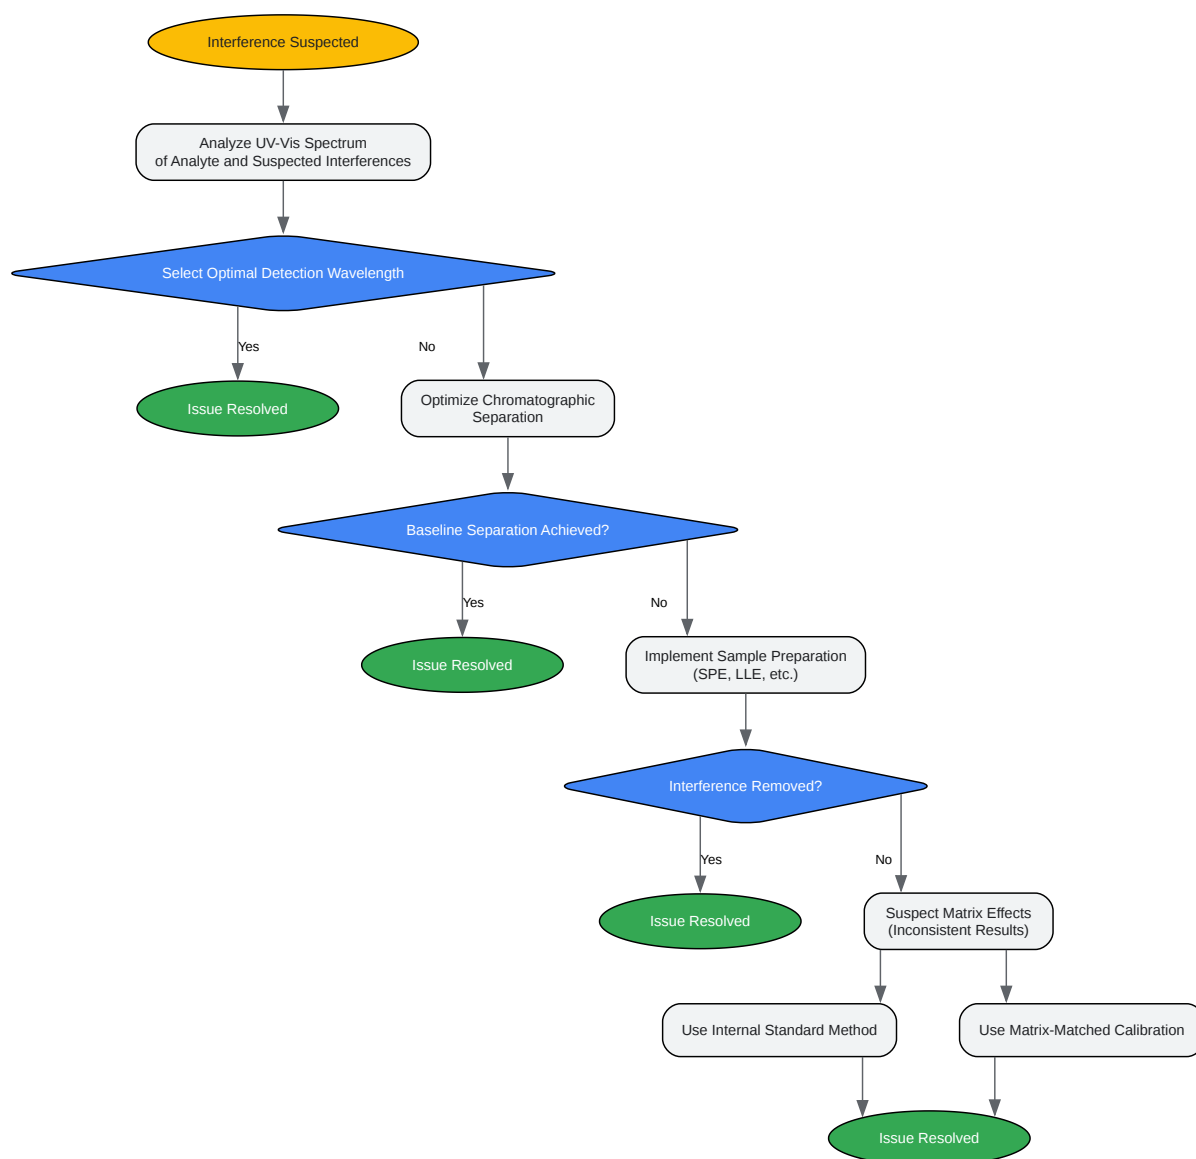 Interference Suspected
Analyze UV-Vis Spectrum
of Analyte and Suspected Interferences
Select Optimal Detection Wavelength
Yes
No
Issue Resolved
Optimize Chromatographic
Separation
Baseline Separation Achieved?
Yes
No
Issue Resolved
Implement Sample Preparation
(SPE, LLE, etc.)
Interference Removed?
Yes
No
Issue Resolved
Suspect Matrix Effects
(Inconsistent Results)
Use Internal Standard Method
Use Matrix-Matched Calibration
Issue Resolved